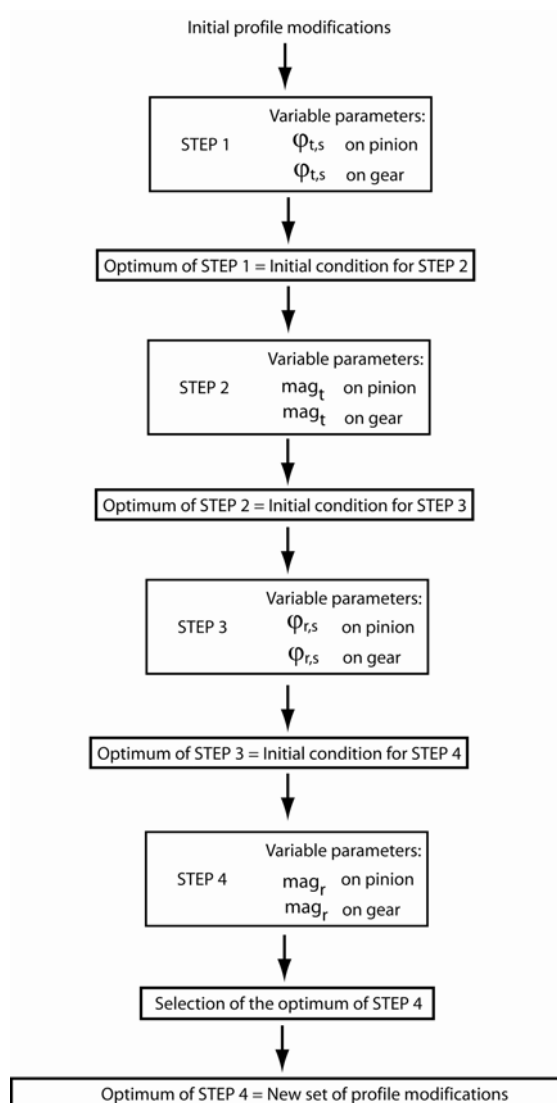 Initial profile modifications
STEP 1
Variable parameters:
φt,s on pinion
φt,s on gear
Optimum of STEP 1 = Initial condition for STEP 2
STEP 2
Variable parameters:
magt on pinion
magt on gear
Optimum of STEP 2 = Initial condition for STEP 3
STEP 3
Variable parameters:
φr,s on pinion
φr,s on gear
Optimum of STEP 3 = Initial condition for STEP 4
STEP 4
Variable parameters:
magr on pinion
magr on gear
Selection of the optimum of STEP 4
Optimum of STEP 4 = New set of profile modifications